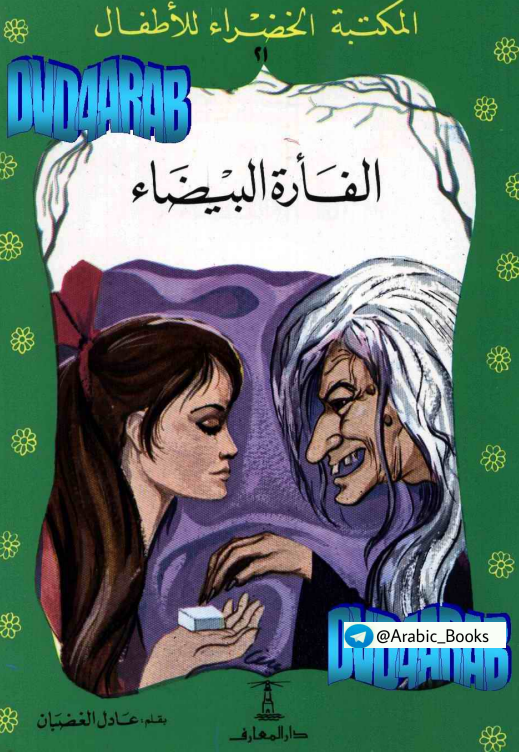 المكتبة الخضراء للأطفال
٢١
DVD4ARAB
الفأرة البيضاء
@Arabic_Books
DVD4ARAB
بقلم: عادل الغضبان
دار المعارف